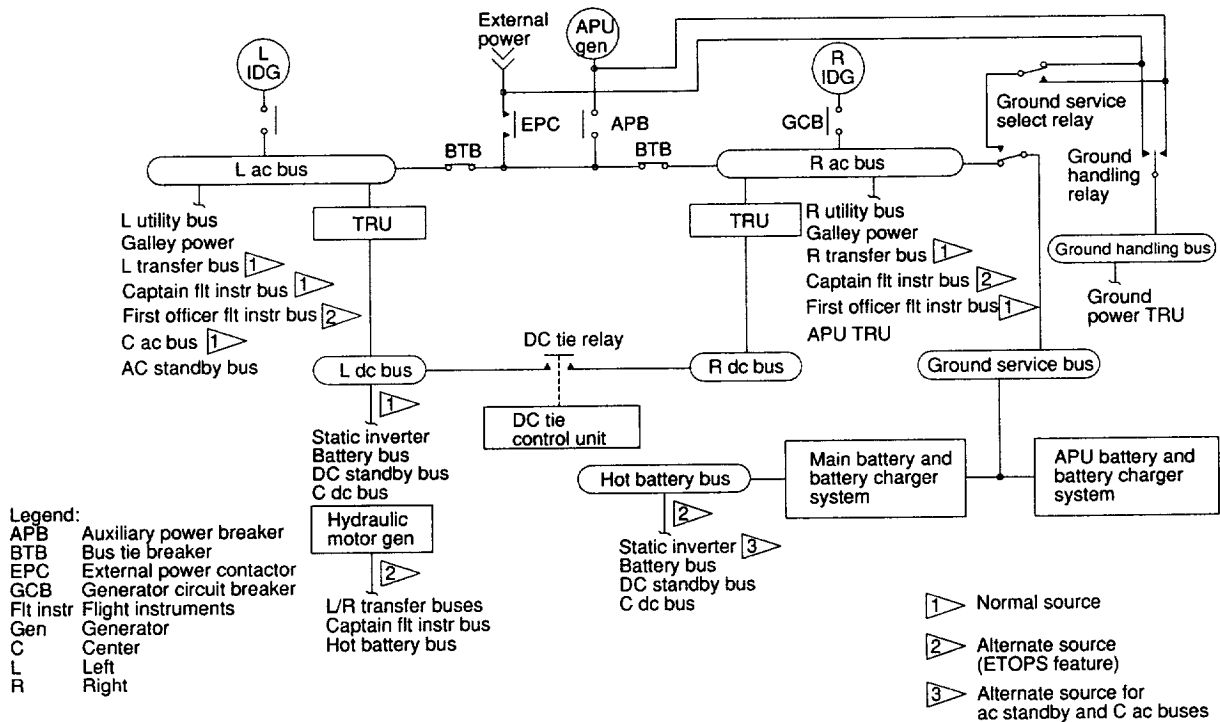 External
power
APU
gen
L
IDG
R
IDG
EPC
APB
GCB
BTB
BTB
Ground service
select relay
Ground
handling
relay
L ac bus
R ac bus
TRU
TRU
L utility bus
Galley power
L transfer bus 1
Captain flt instr bus 1
First officer flt instr bus 2
C ac bus 1
AC standby bus
R utility bus
Galley power
R transfer bus 1
Captain flt instr bus 2
First officer flt instr bus 1
APU TRU
Ground handling bus
Ground
power TRU
DC tie relay
L dc bus
R dc bus
Ground service bus
DC tie
control unit
1
Static inverter
Battery bus
DC standby bus
C dc bus
Hydraulic
motor gen
2
L/R transfer buses
Captain flt instr bus
Hot battery bus
Hot battery bus
Main battery and
battery charger
system
APU battery and
battery charger
system
2
Static inverter 3
Battery bus
DC standby bus
C dc bus
Legend:
APB Auxiliary power breaker
BTB Bus tie breaker
EPC External power contactor
GCB Generator circuit breaker
Flt instr Flight instruments
Gen Generator
C Center
L Left
R Right
1 Normal source
2 Alternate source
(ETOPS feature)
3 Alternate source for
ac standby and C ac buses